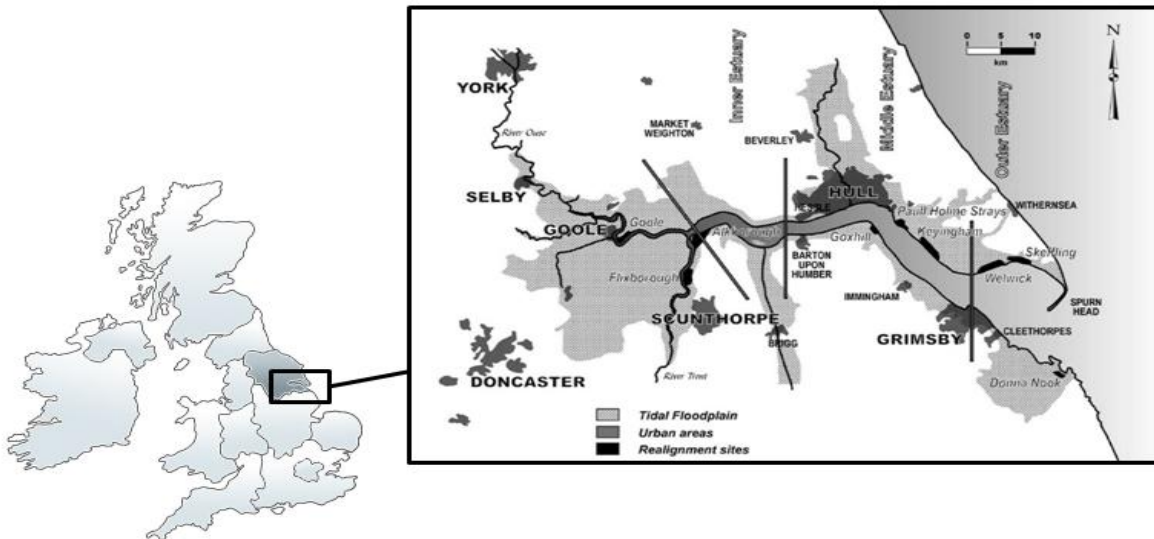 YORK
River Ouse
SELBY
MARKET
WEIGHTON
Inner Estuary
BEVERLEY
Middle Estuary
Outer Estuary
0 5 10
km
N
HULL
HESSLE
Paull Holme Strays
WITHERNSEA
GOOLE
Goole
Alkborough
Goxhill
Keyingham
Skeffling
Welwick
Flixborough
BARTON
UPON
HUMBER
IMMINGHAM
SPURN
HEAD
SCUNTHORPE
BRIGG
GRIMSBY
CLEETHORPES
DONCASTER
River Trent
Donna Nook
Tidal Floodplain
Urban areas
Realignment sites